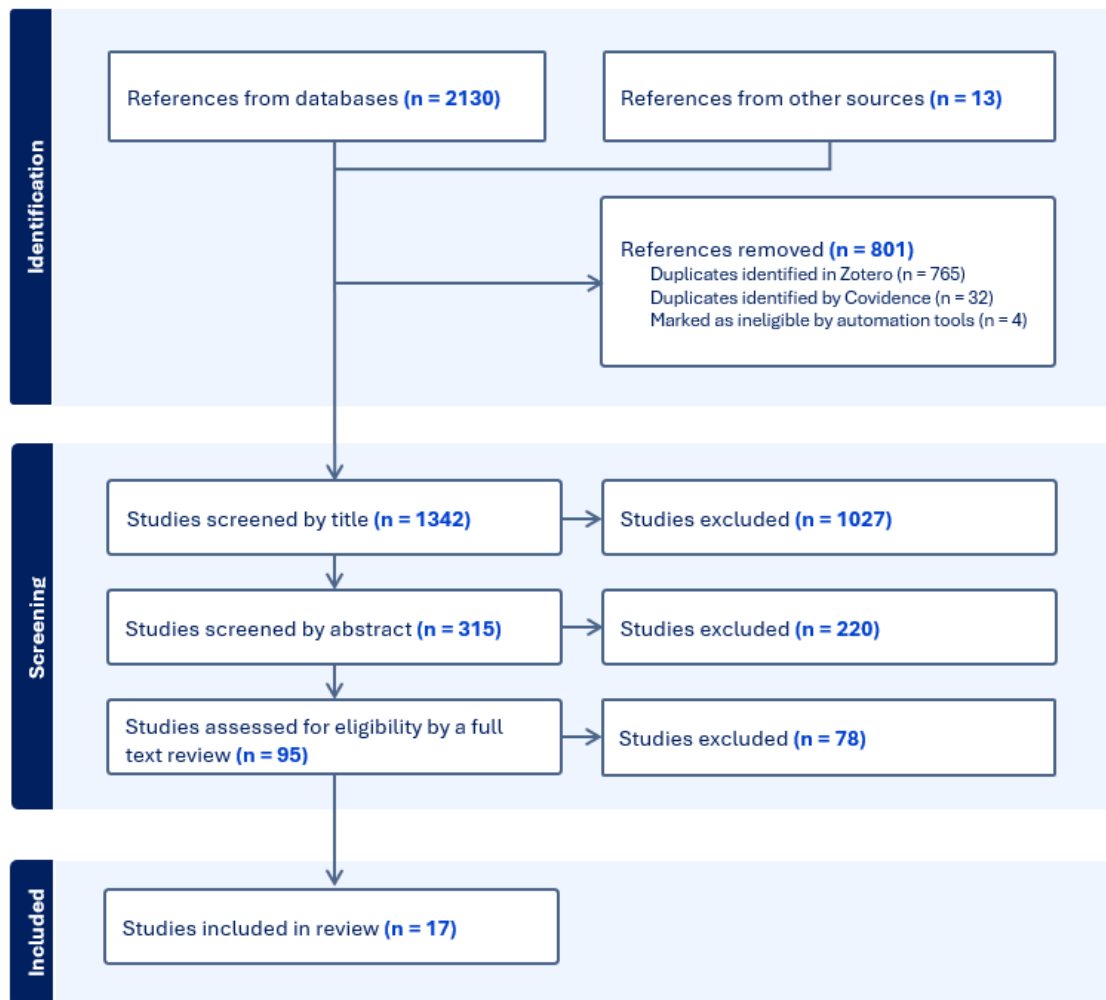 Identification
References from databases (n = 2130)
References from other sources (n = 13)
References removed (n = 801)
Duplicates identified in Zotero (n = 765)
Duplicates identified by Covidence (n = 32)
Marked as ineligible by automation tools (n = 4)
Screening
Studies screened by title (n = 1342)
Studies excluded (n = 1027)
Studies screened by abstract (n = 315)
Studies excluded (n = 220)
Studies assessed for eligibility by a full
text review (n = 95)
Studies excluded (n = 78)
Included
Studies included in review (n = 17)